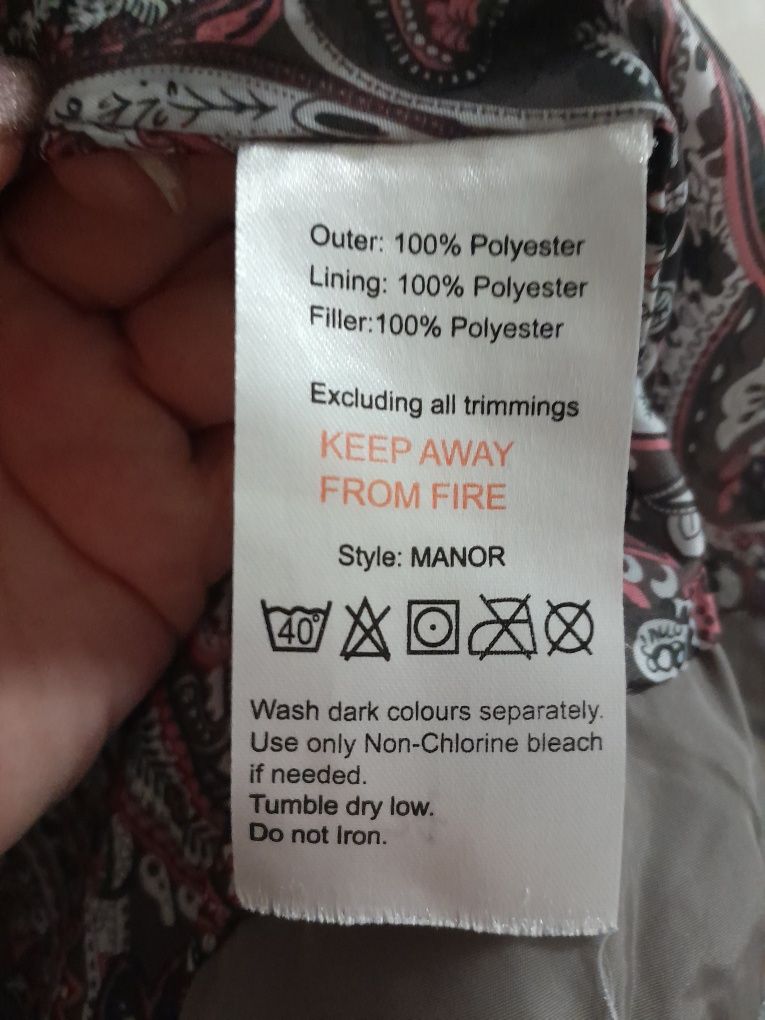 Outer: 100% Polyester
Lining: 100% Polyester
Filler:100% Polyester
Excluding all trimmings
KEEP AWAY
FROM FIRE
Style: MANOR
40°
Wash dark colours separately.
Use only Non-Chlorine bleach
if needed.
Tumble dry low.
Do not Iron.